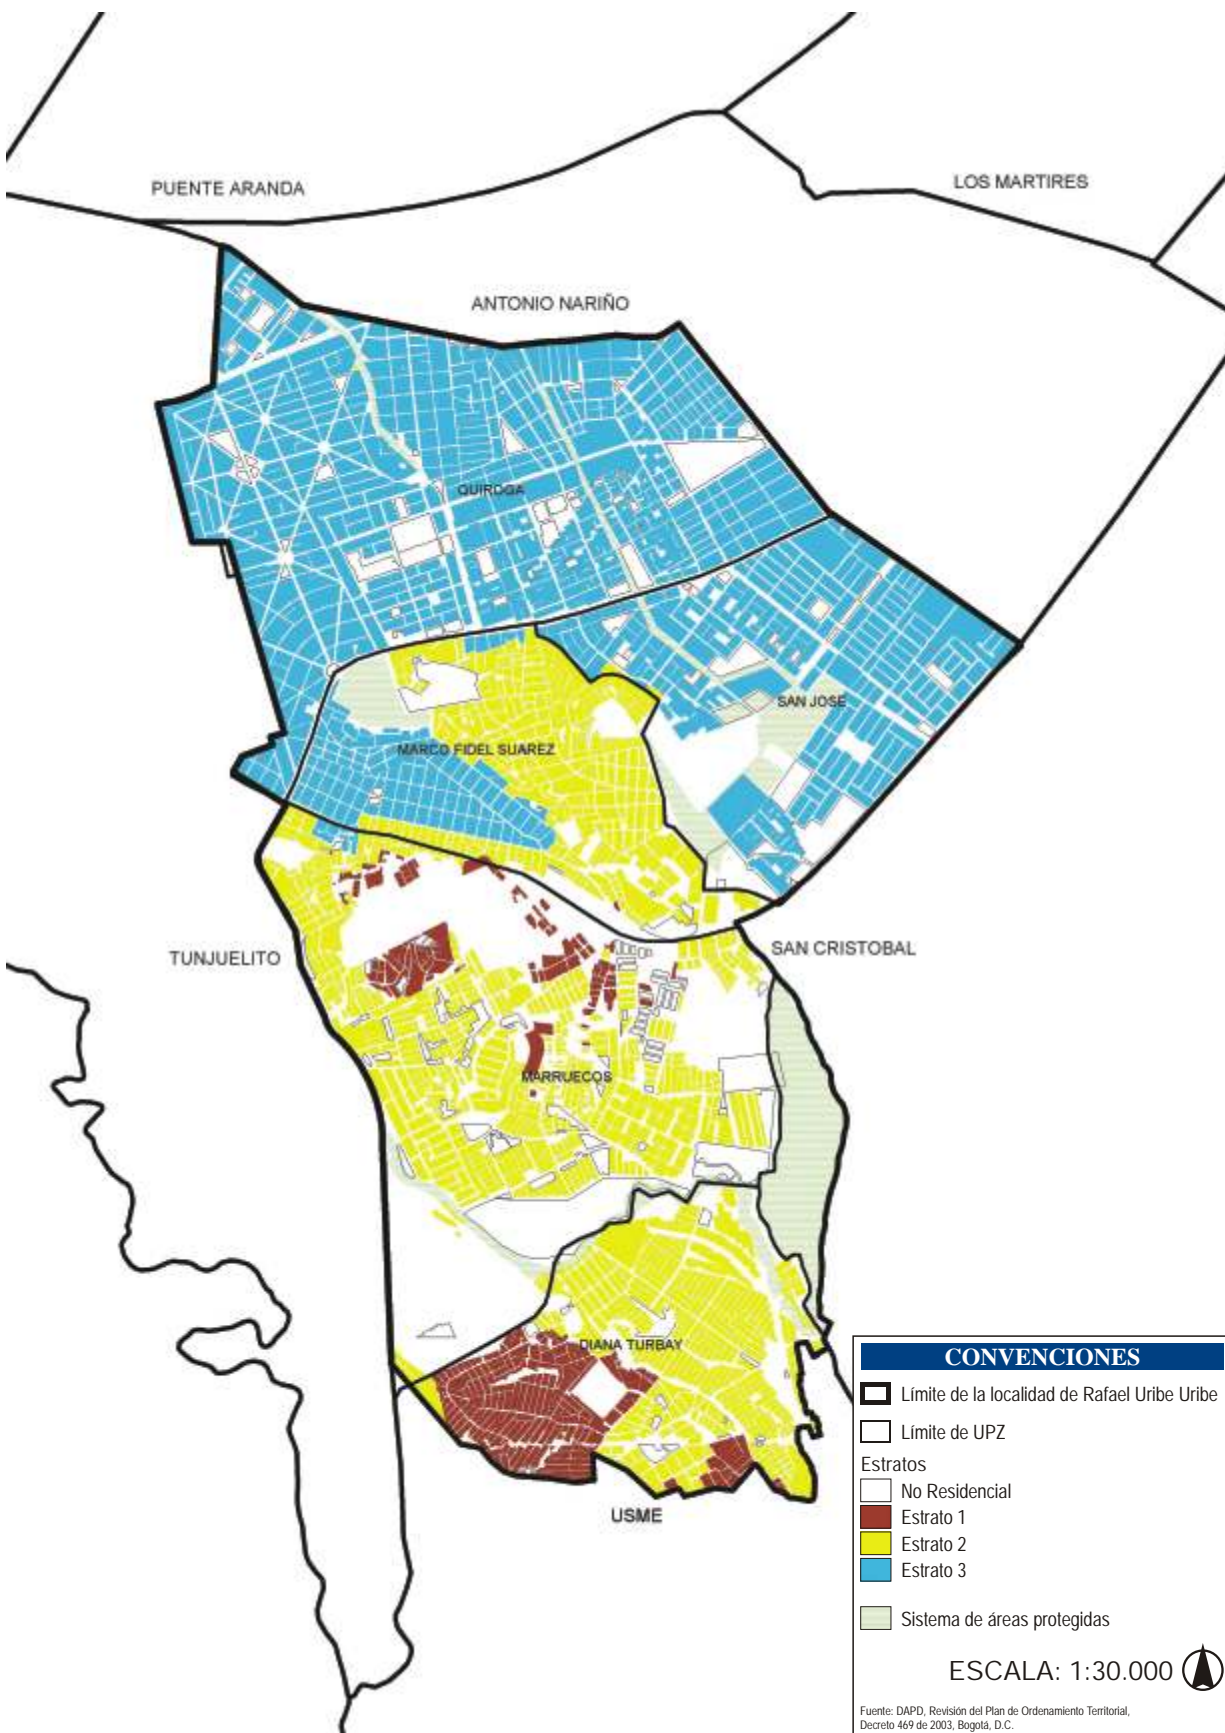 PUENTE ARANDA
LOS MARTIRES
ANTONIO NARIÑO
QUIROGA
SAN JOSE
MARCO FIDEL SUAREZ
TUNJUELITO
SAN CRISTOBAL
MARRUECOS
DIANA TURBAY
USME
CONVENCIONES
Límite de la localidad de Rafael Uribe Uribe
Límite de UPZ
Estratos
No Residencial
Estrato 1
Estrato 2
Estrato 3
Sistema de áreas protegidas
ESCALA: 1:30.000
Fuente: DAPD, Revisión del Plan de Ordenamiento Territorial,
Decreto 469 de 2003, Bogotá, D.C.